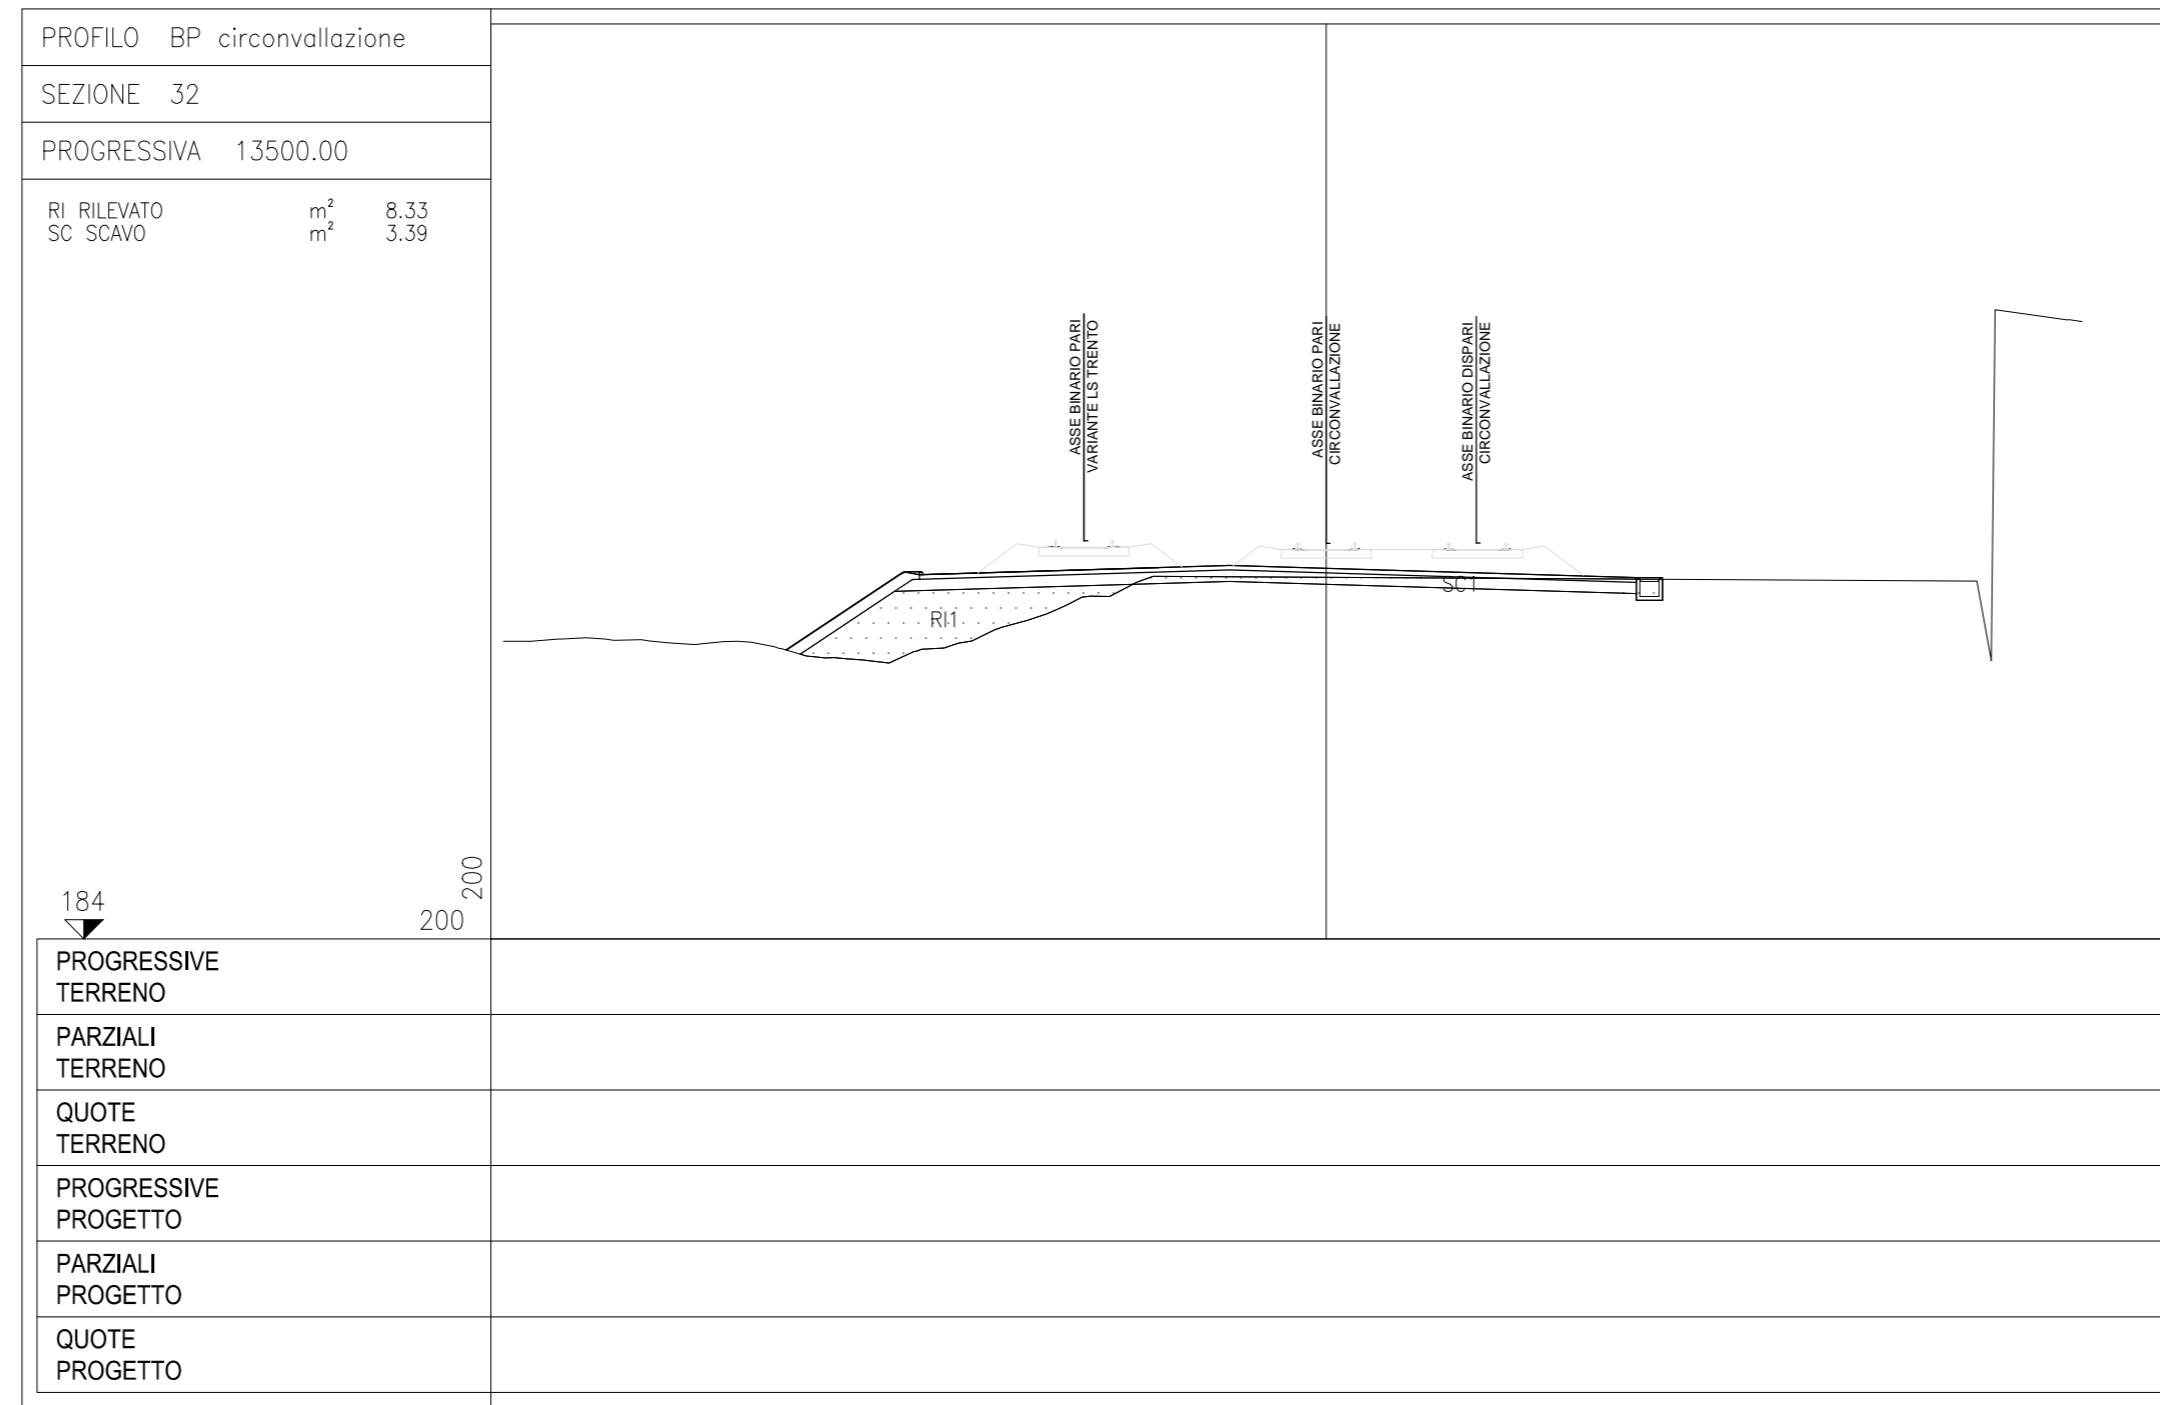 PROFILO BP circonvallazione
SEZIONE 32
PROGRESSIVA 13500.00
RI RILEVATO m² 8.33
SC SCAVO m² 3.39
ASSE BINARIO PARI
VARIANTE LS TRENTO
ASSE BINARIO PARI
CIRCONVALLAZIONE
ASSE BINARIO DISPARI
CIRCONVALLAZIONE
RI1
SC1
184
200
200
PROGRESSIVE
TERRENO
PARZIALI
TERRENO
QUOTE
TERRENO
PROGRESSIVE
PROGETTO
PARZIALI
PROGETTO
QUOTE
PROGETTO